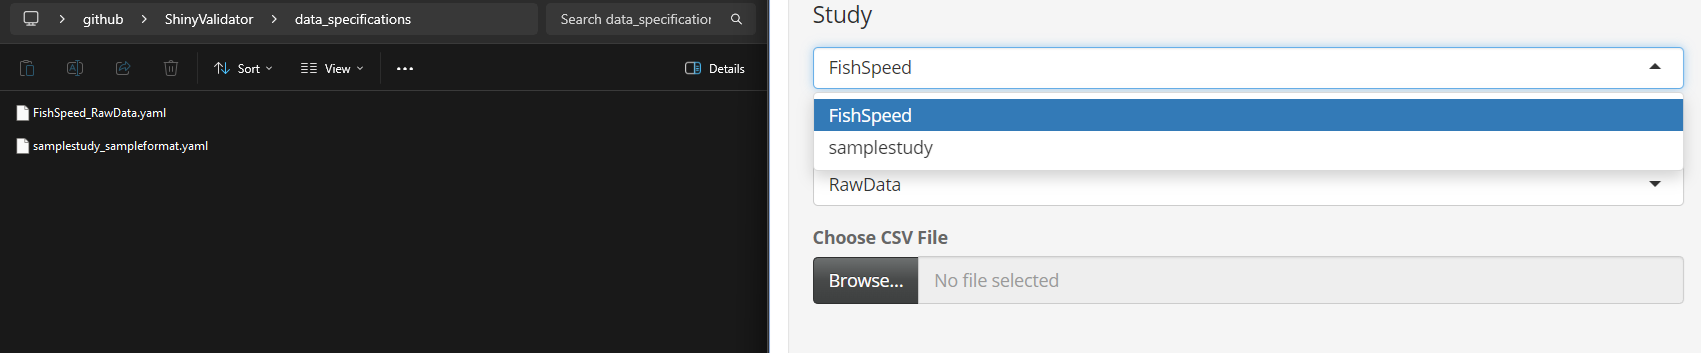 github > ShinyValidator > data_specifications
Search data_specification
Sort
View
Details
FishSpeed_RawData.yaml
samplestudy_sampleformat.yaml
Study
FishSpeed
FishSpeed
samplestudy
RawData
Choose CSV File
Browse... No file selected